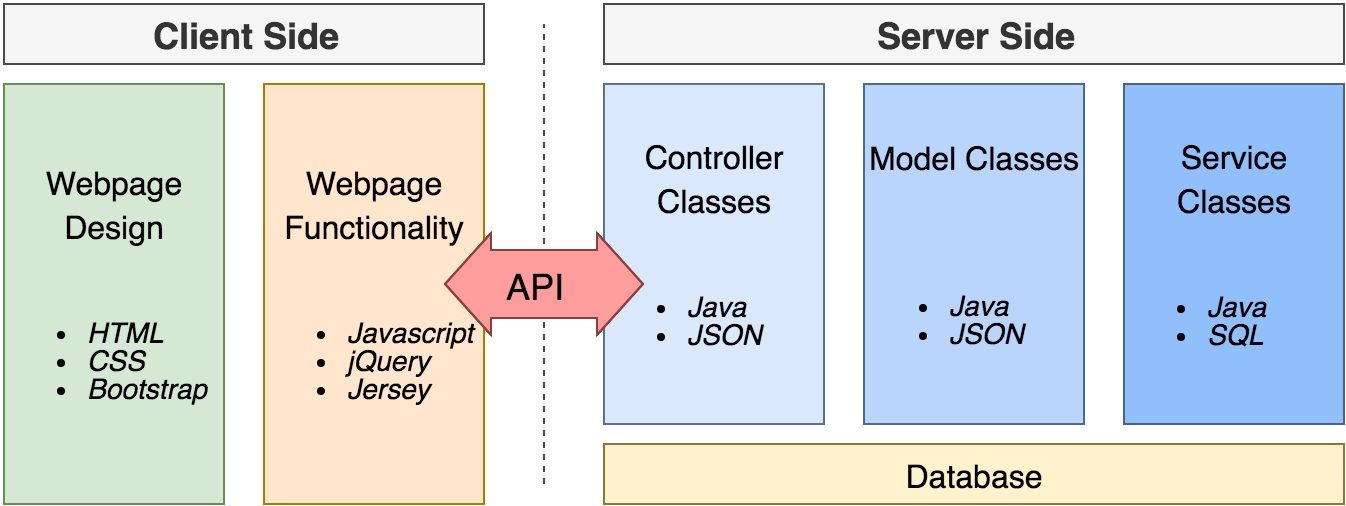 Client Side
Server Side
Webpage
Design
• HTML
• CSS
• Bootstrap
Webpage
Functionality
• Javascript
• jQuery
• Jersey
API
Controller
Classes
• Java
• JSON
Model Classes
• Java
• JSON
Service
Classes
• Java
• SQL
Database